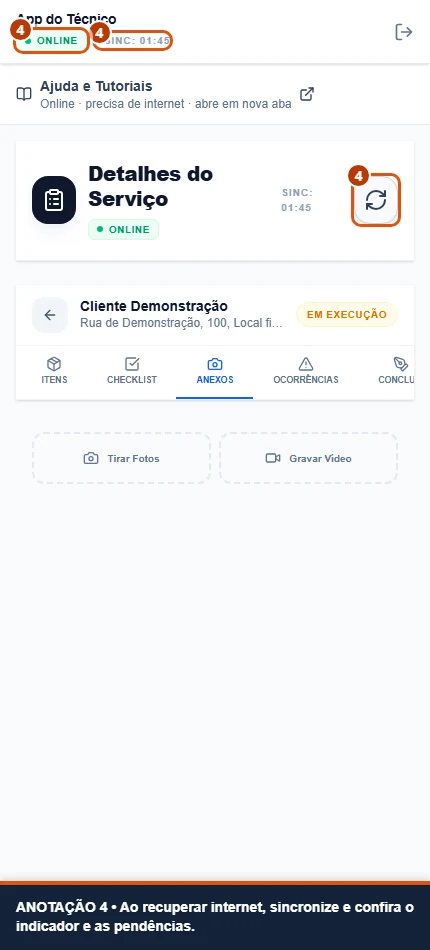 App do Técnico
4
4
ONLINE
SINC: 01:45
Ajuda e Tutoriais
Online · precisa de internet · abre em nova aba
Detalhes do
Serviço
ONLINE
SINC:
01:45
4
Cliente Demonstração
Rua de Demonstração, 100, Local fi...
EM EXECUÇÃO
ITENS
CHECKLIST
ANEXOS
OCORRÊNCIAS
CONCLU
Tirar Fotos
Gravar Video
ANOTAÇÃO 4 • Ao recuperar internet, sincronize e confira o
indicador e as pendências.